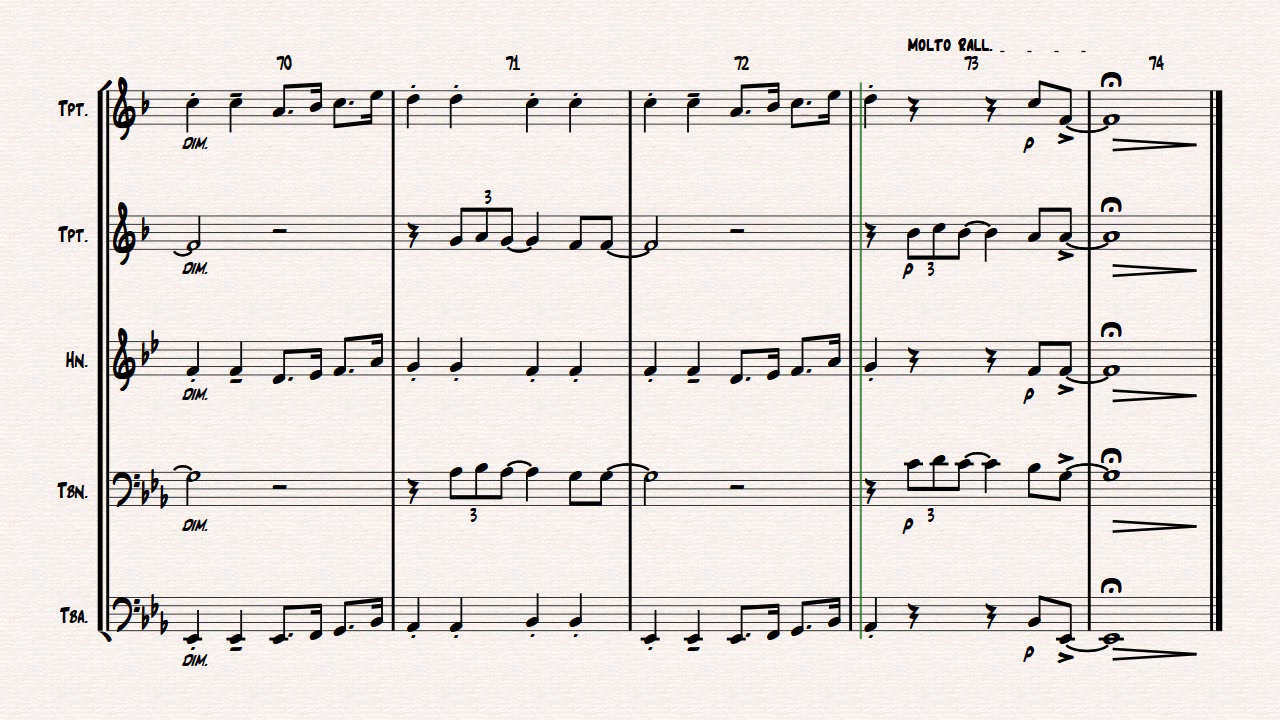 MOLTO RALL.
70 71 72 73 74
TPT.
DIM. p
3
TPT.
DIM. p 3
HN.
DIM. p
TBN.
3 3
DIM. p
TBA.
DIM. p